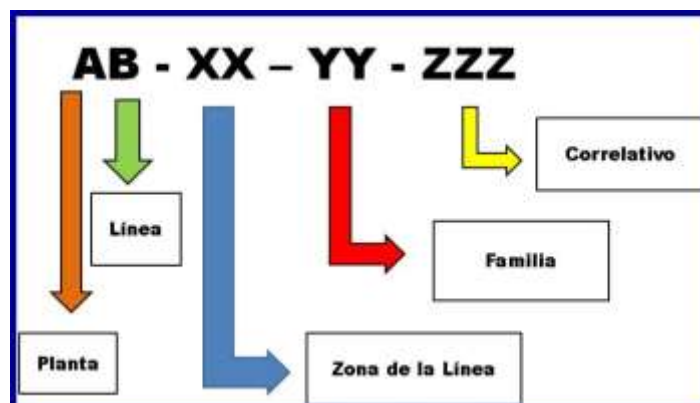 AB - XX – YY - ZZZ
Correlativo
Línea
Familia
Planta
Zona de la Línea